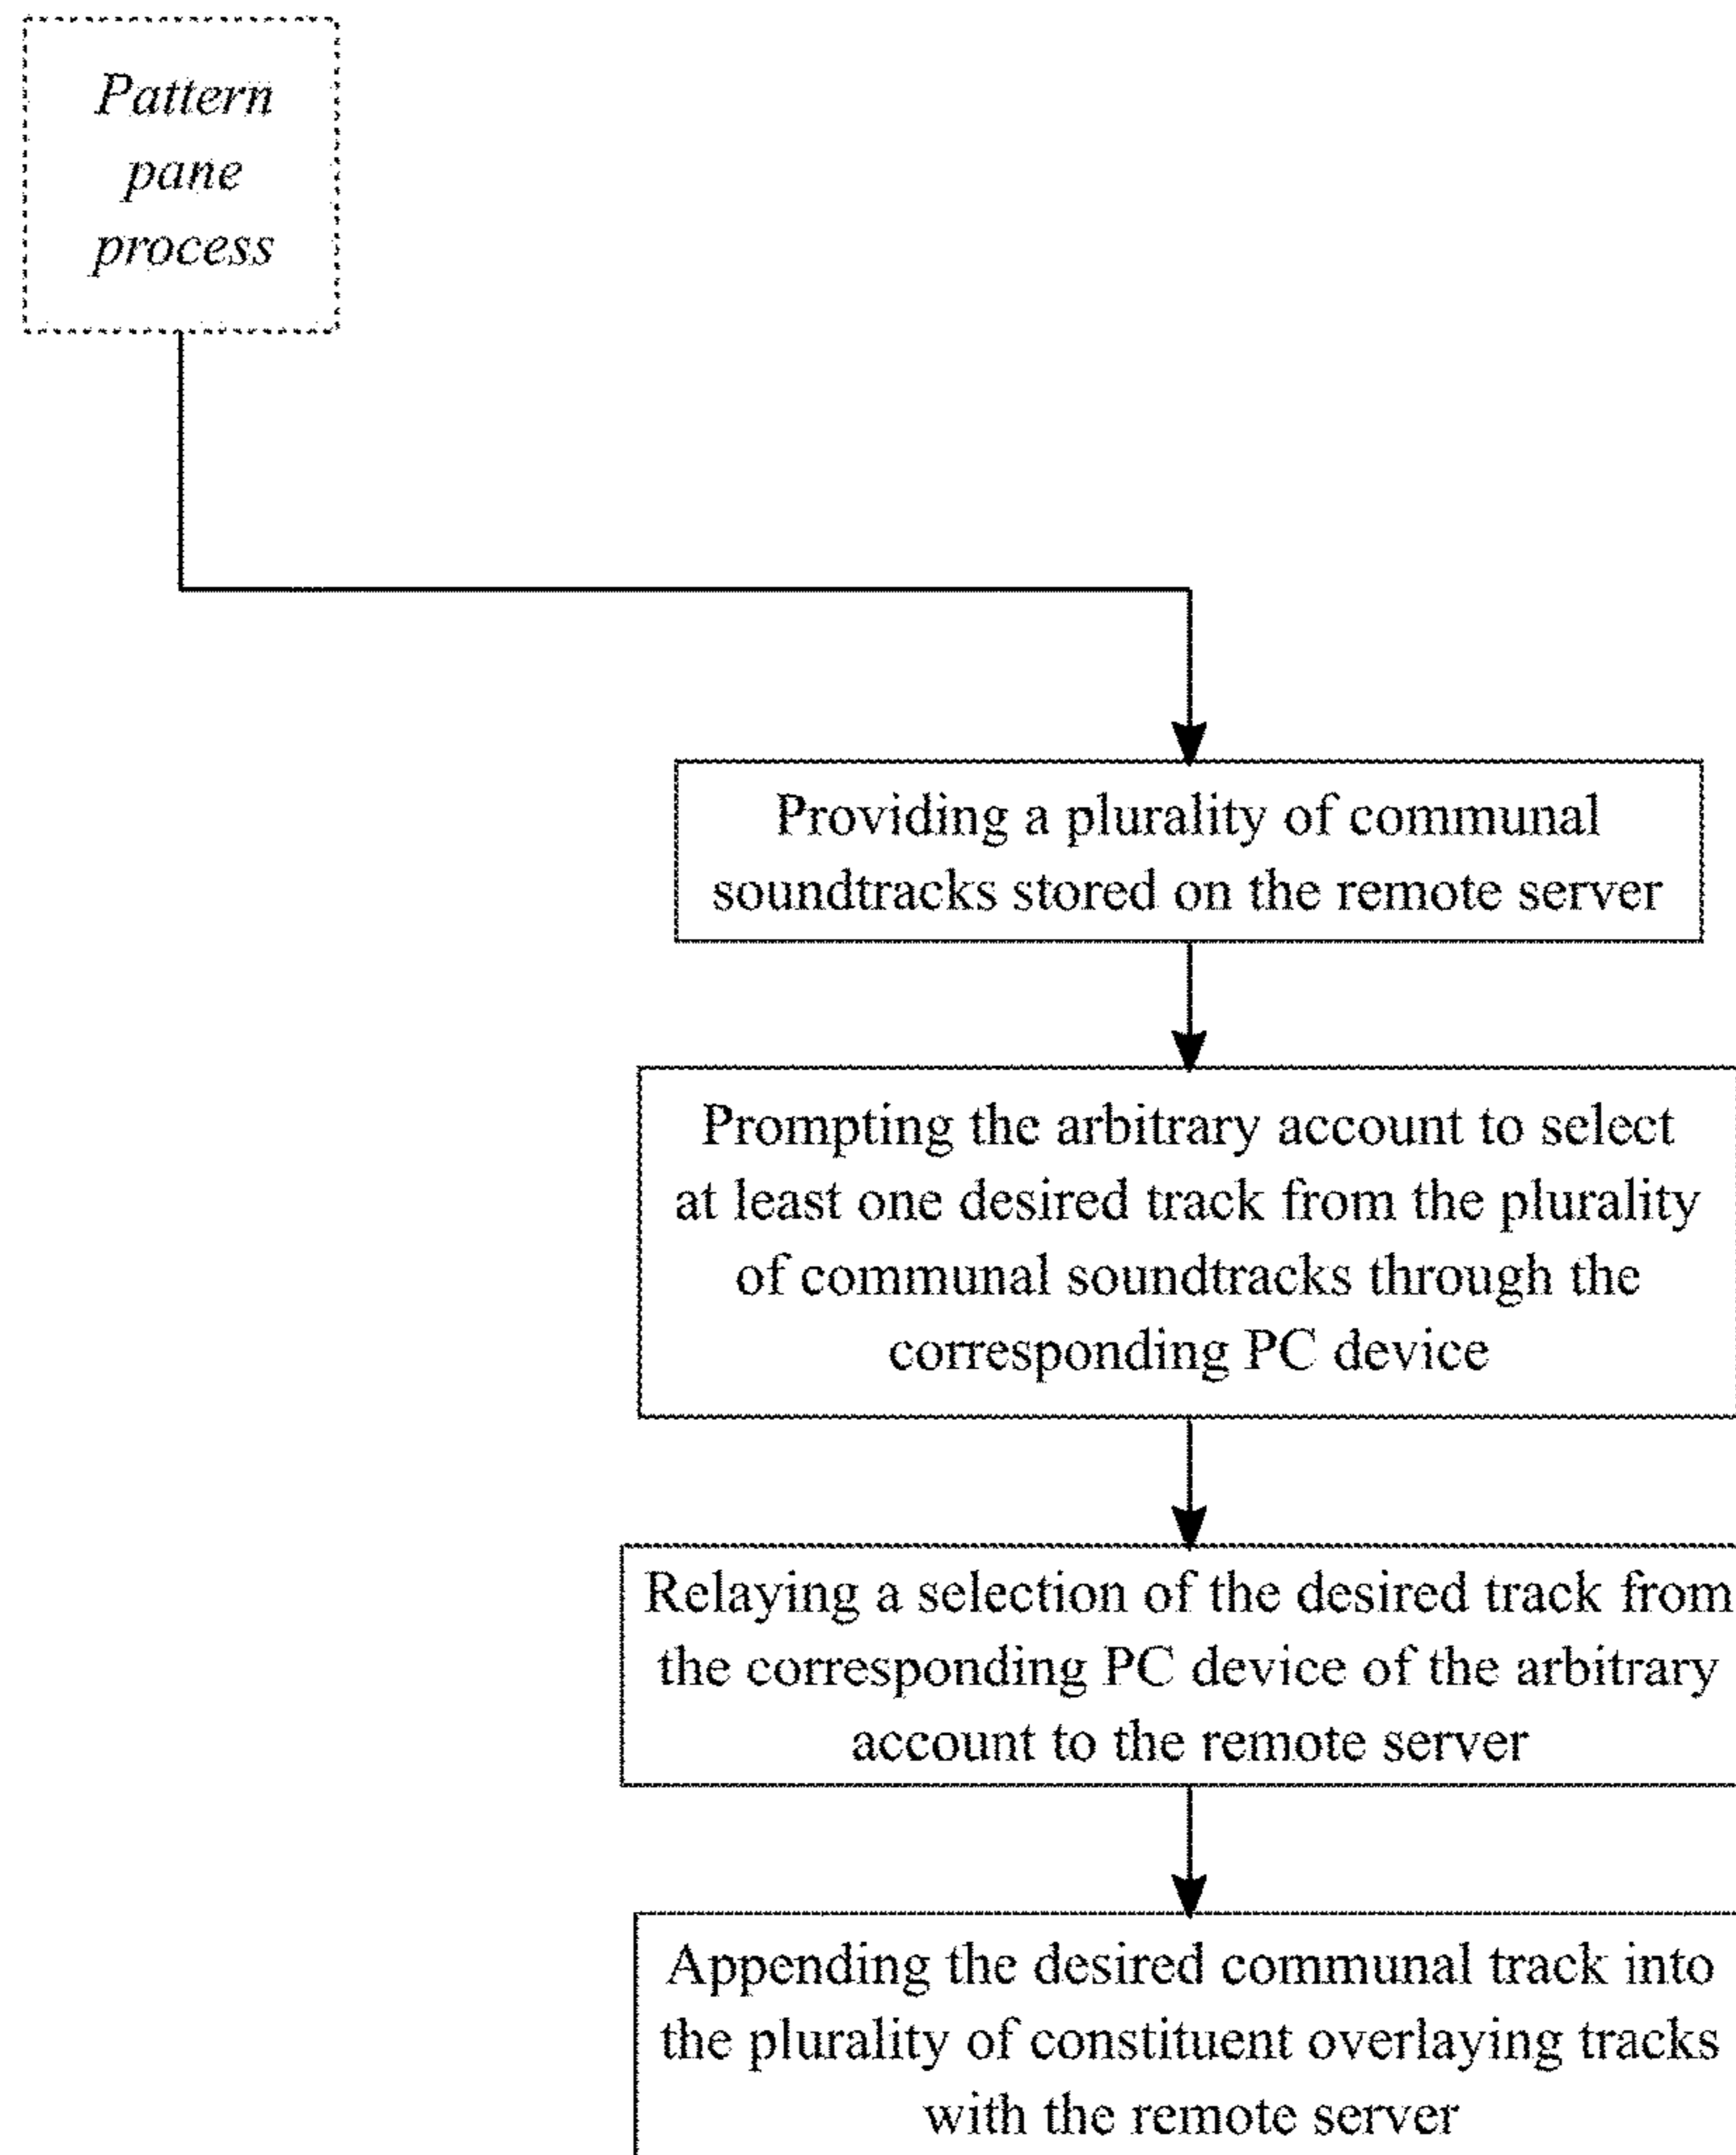 Pattern
pane
process
Providing a plurality of communal
soundtracks stored on the remote server
Prompting the arbitrary account to select
at least one desired track from the plurality
of communal soundtracks through the
corresponding PC device
Relaying a selection of the desired track from
the corresponding PC device of the arbitrary
account to the remote server
Appending the desired communal track into
the plurality of constituent overlaying tracks
with the remote server